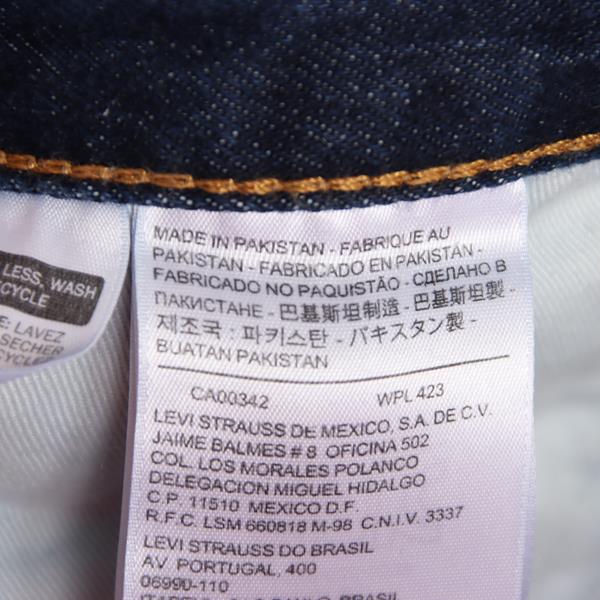 LESS, WASH
CYCLE
E: LAVEZ
SECHER
CYCLE
MADE IN PAKISTAN - FABRIQUE AU
PAKISTAN - FABRICADO EN PAKISTAN -
FABRICADO NO PAQUISTÃO - СДЕЛАНО В
ПАКИСТАНЕ - 巴基斯坦制造 - 巴基斯坦製 -
제조국 : 파키스탄 - パキスタン製 -
BUATAN PAKISTAN
CA00342 WPL 423
LEVI STRAUSS DE MEXICO, S.A. DE C.V.
JAIME BALMES # 8 OFICINA 502
COL. LOS MORALES POLANCO
DELEGACION MIGUEL HIDALGO
C.P. 11510 MEXICO D.F.
R.F.C. LSM 660818 M-98 C.N.I.V. 3337
LEVI STRAUSS DO BRASIL
AV PORTUGAL, 400
06990-110